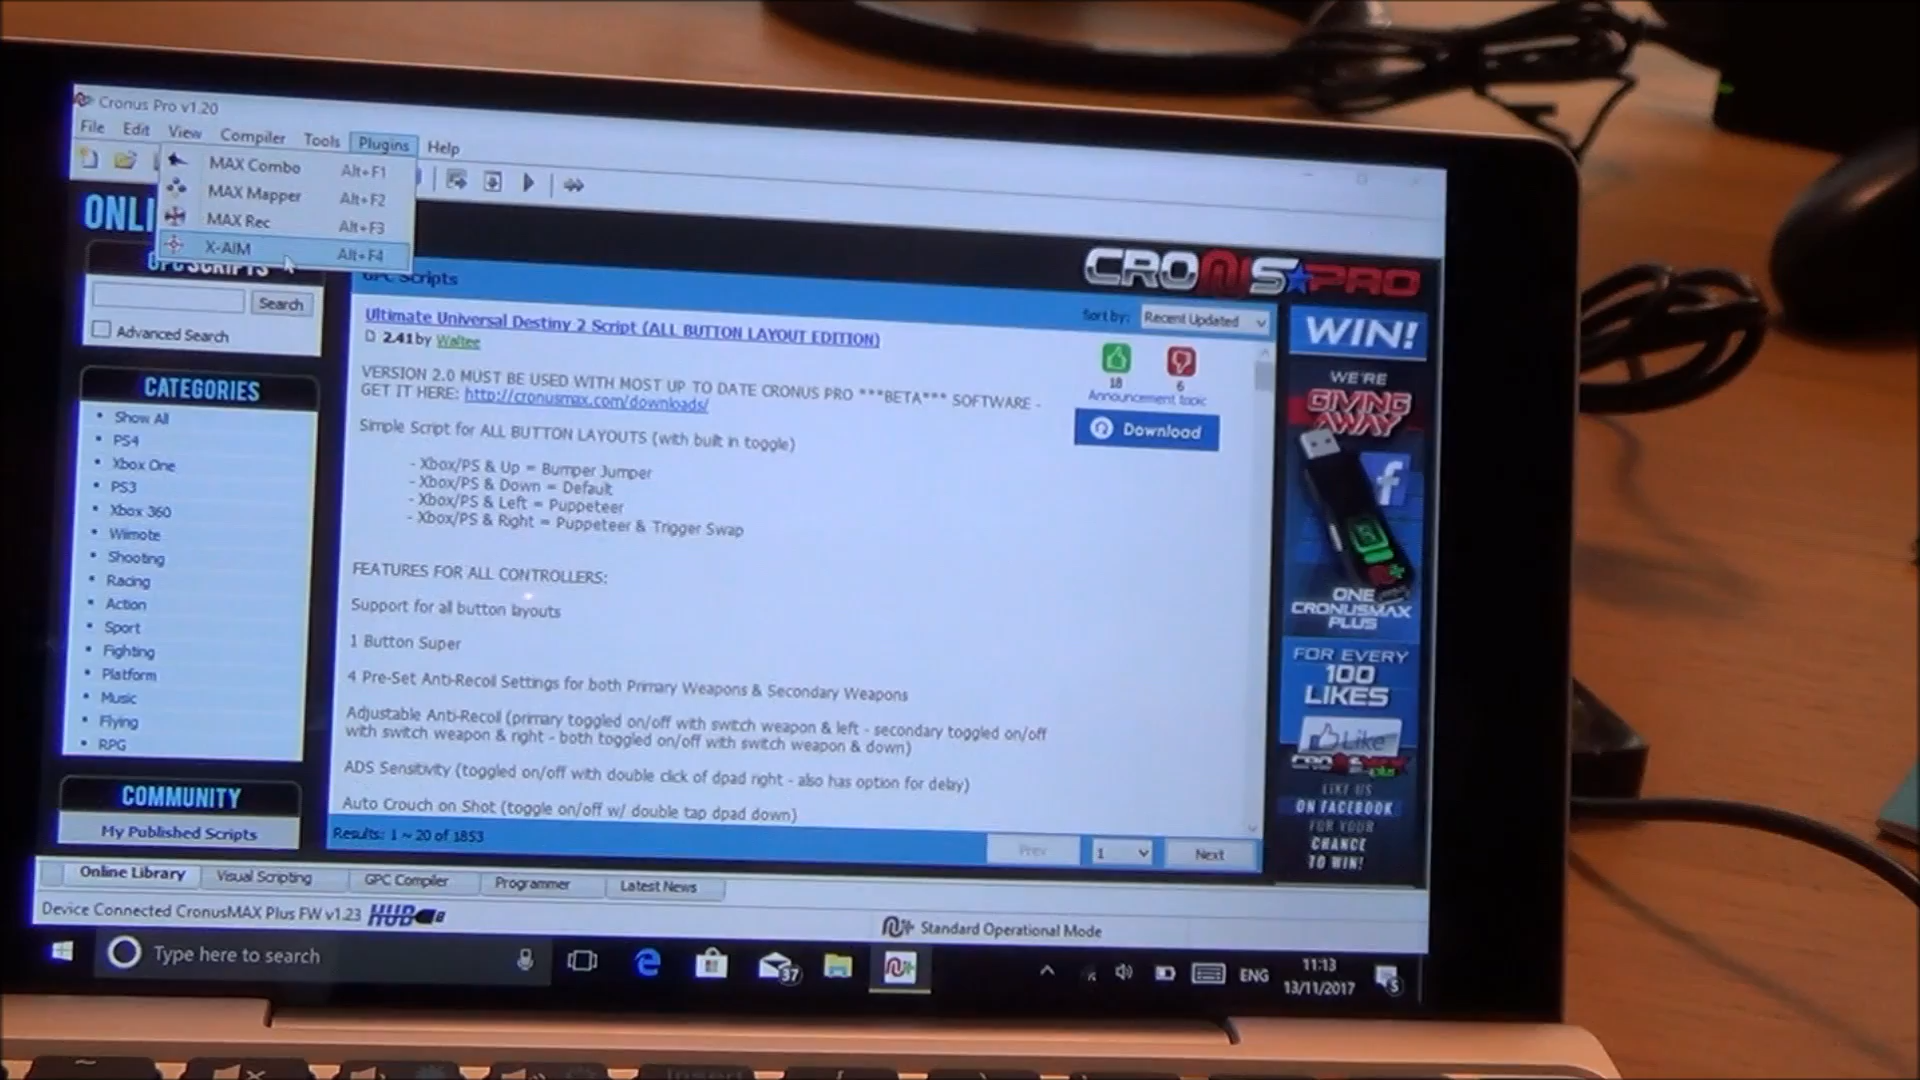 Cronus Pro v1.20
File Edit View Compiler Tools Plugins Help
MAX Combo Alt+F1
MAX Mapper Alt+F2
MAX Rec Alt+F3
X-AIM Alt+F4
ONLI
GPC SCRIPTS
Search
Advanced Search
CATEGORIES
Show All
PS4
Xbox One
PS3
Xbox 360
Wiimote
Shooting
Racing
Action
Sport
Fighting
Platform
Music
Flying
RPG
COMMUNITY
My Published Scripts
GPC Scripts
CRONUS PRO
Sort by: Recent Updated
Ultimate Universal Destiny 2 Script (ALL BUTTON LAYOUT EDITION)
2.41 by Waltee
18
6
Announcement topic
Download
VERSION 2.0 MUST BE USED WITH MOST UP TO DATE CRONUS PRO ***BETA*** SOFTWARE -
GET IT HERE: http://cronusmax.com/downloads/
Simple Script for ALL BUTTON LAYOUTS (with built in toggle)
- Xbox/PS & Up = Bumper Jumper
- Xbox/PS & Down = Default
- Xbox/PS & Left = Puppeteer
- Xbox/PS & Right = Puppeteer & Trigger Swap
FEATURES FOR ALL CONTROLLERS:
Support for all button layouts
1 Button Super
4 Pre-Set Anti-Recoil Settings for both Primary Weapons & Secondary Weapons
Adjustable Anti-Recoil (primary toggled on/off with switch weapon & left - secondary toggled on/off
with switch weapon & right - both toggled on/off with switch weapon & down)
ADS Sensitivity (toggled on/off with double click of dpad right - also has option for delay)
Auto Crouch on Shot (toggle on/off w/ double tap dpad down)
Results: 1 ~ 20 of 1853
Prev 1 Next
WIN!
WE'RE
GIVING
AWAY
f
ONE
CRONUSMAX
PLUS
FOR EVERY
100
LIKES
Like
CRONUSMAX
plus
LIKE US
ON FACEBOOK
FOR YOUR
CHANCE
TO WIN!
Online Library Visual Scripting GPC Compiler Programmer Latest News
Device Connected CronusMAX Plus FW v1.23 HUB
Standard Operational Mode
Type here to search
37
ENG
11:13
13/11/2017
5
Insert